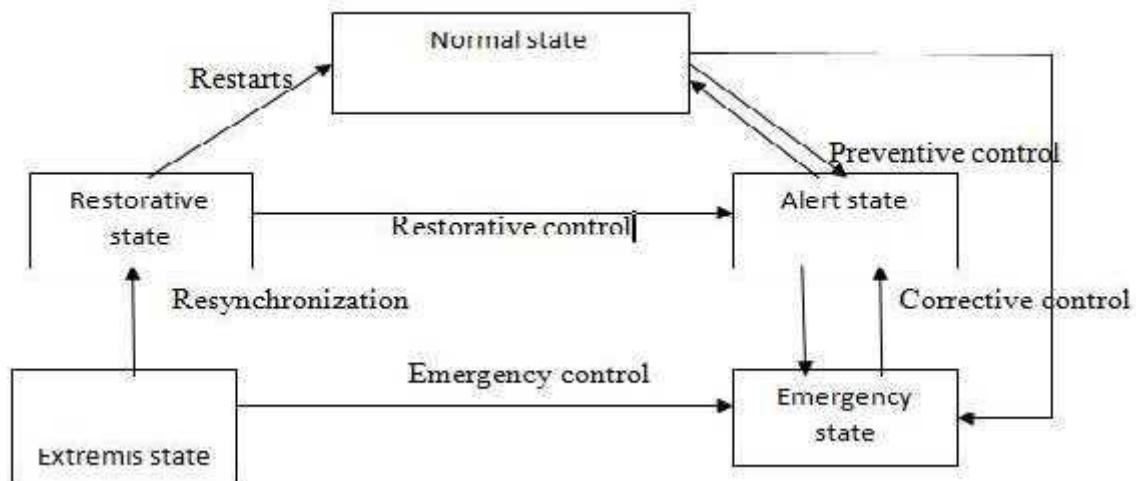 Normal state
Restarts
Preventive control
Restorative
state
Alert state
Restorative control
Resynchronization
Corrective control
Emergency control
Emergency
state
Extremis state